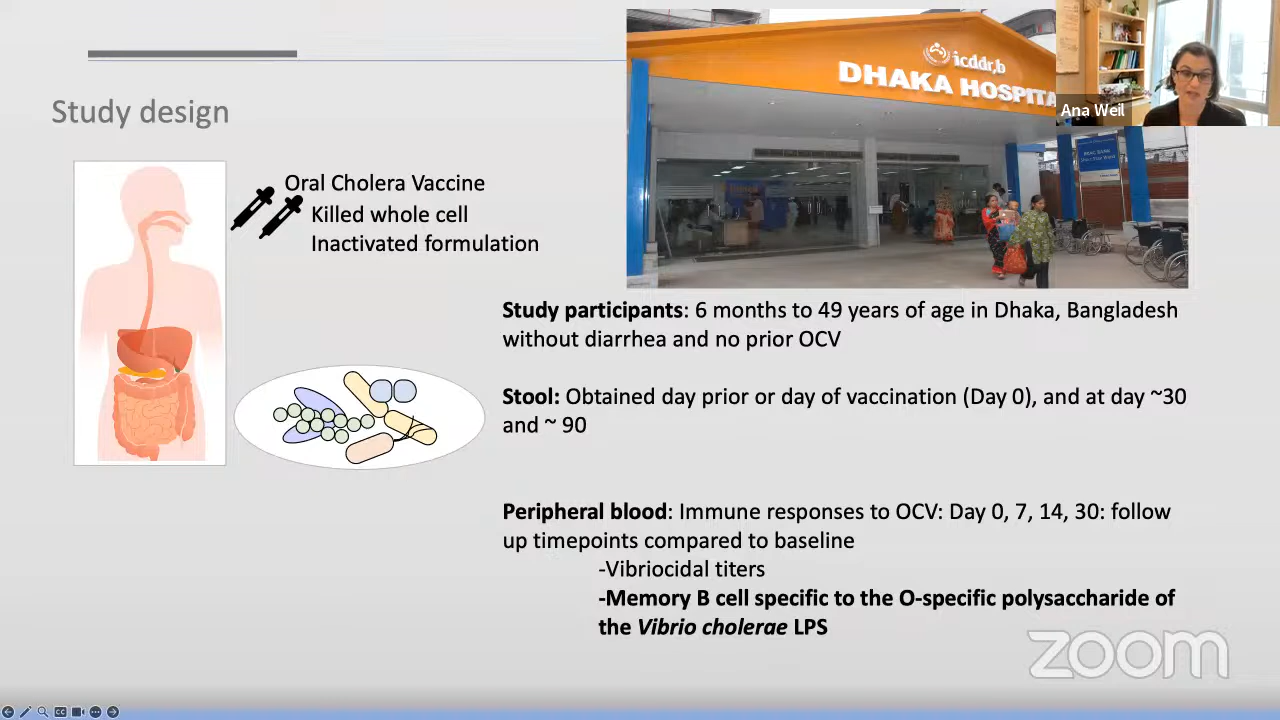 icddr,b
DHAKA HOSPITA
Ana Weil
Study design
Oral Cholera Vaccine
Killed whole cell
Inactivated formulation
Study participants: 6 months to 49 years of age in Dhaka, Bangladesh
without diarrhea and no prior OCV
Stool: Obtained day prior or day of vaccination (Day 0), and at day ~30
and ~ 90
Peripheral blood: Immune responses to OCV: Day 0, 7, 14, 30: follow
up timepoints compared to baseline
-Vibriocidal titers
-Memory B cell specific to the O-specific polysaccharide of
the Vibrio cholerae LPS
zoom
CC